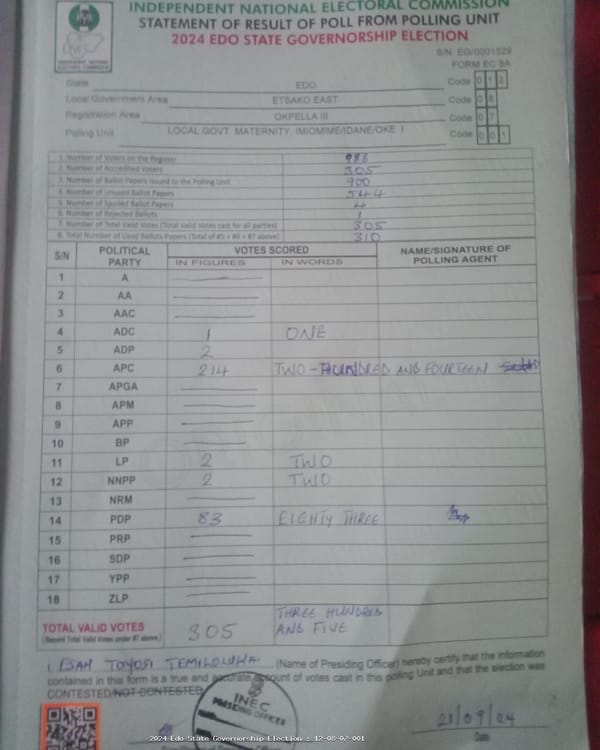 INDEPENDENT NATIONAL ELECTORAL COMMISSION
STATEMENT OF RESULT OF POLL FROM POLLING UNIT
2024 EDO STATE GOVERNORSHIP ELECTION
S/N EG/0001529
FORM EC 8A
State EDO Code 0 1 2
Local Government Area ETSAKO EAST Code 0 8
Registration Area OKPELLA III Code 0 7
Polling Unit LOCAL GOVT. MATERNITY, IMIOMIME/IDANE/OKE I Code 0 0 1
1. Number of Voters on the Register 988
2. Number of Accredited Voters 305
3. Number of Ballot Papers Issued to the Polling Unit 900
4. Number of Unused Ballot Papers 544
5. Number of Spoiled Ballot Papers 4
6. Number of Rejected Ballots 1
7. Number of Total Valid Votes (Total Valid Votes cast for all parties) 305
8. Total Number of Used Ballots Papers (Total of #5 + #6 + #7 above) 310
S/N POLITICAL PARTY VOTES SCORED NAME/SIGNATURE OF POLLING AGENT
IN FIGURES IN WORDS
1 A
2 AA
3 AAC
4 ADC 1 ONE
5 ADP 2
6 APC 214 TWO-HUNDRED AND FOURTEEN
7 APGA
8 APM
9 APP
10 BP
11 LP 2 TWO
12 NNPP 2 TWO
13 NRM
14 PDP 83 EIGHTY THREE
15 PRP
16 SDP
17 YPP
18 ZLP
TOTAL VALID VOTES 305 THREE HUNDRED AND FIVE
(Record Total Valid Votes under #7 above)
I, ESAH TOYOSI TEMILOLUWA (Name of Presiding Officer) hereby certify that the information
contained in this form is a true and accurate account of votes cast in this polling Unit and that the election was
CONTESTED/NOT CONTESTED
INEC
PRESIDING OFFICER
21/09/24
Date
2024 Edo State Governorship Election : 12-08-07-001